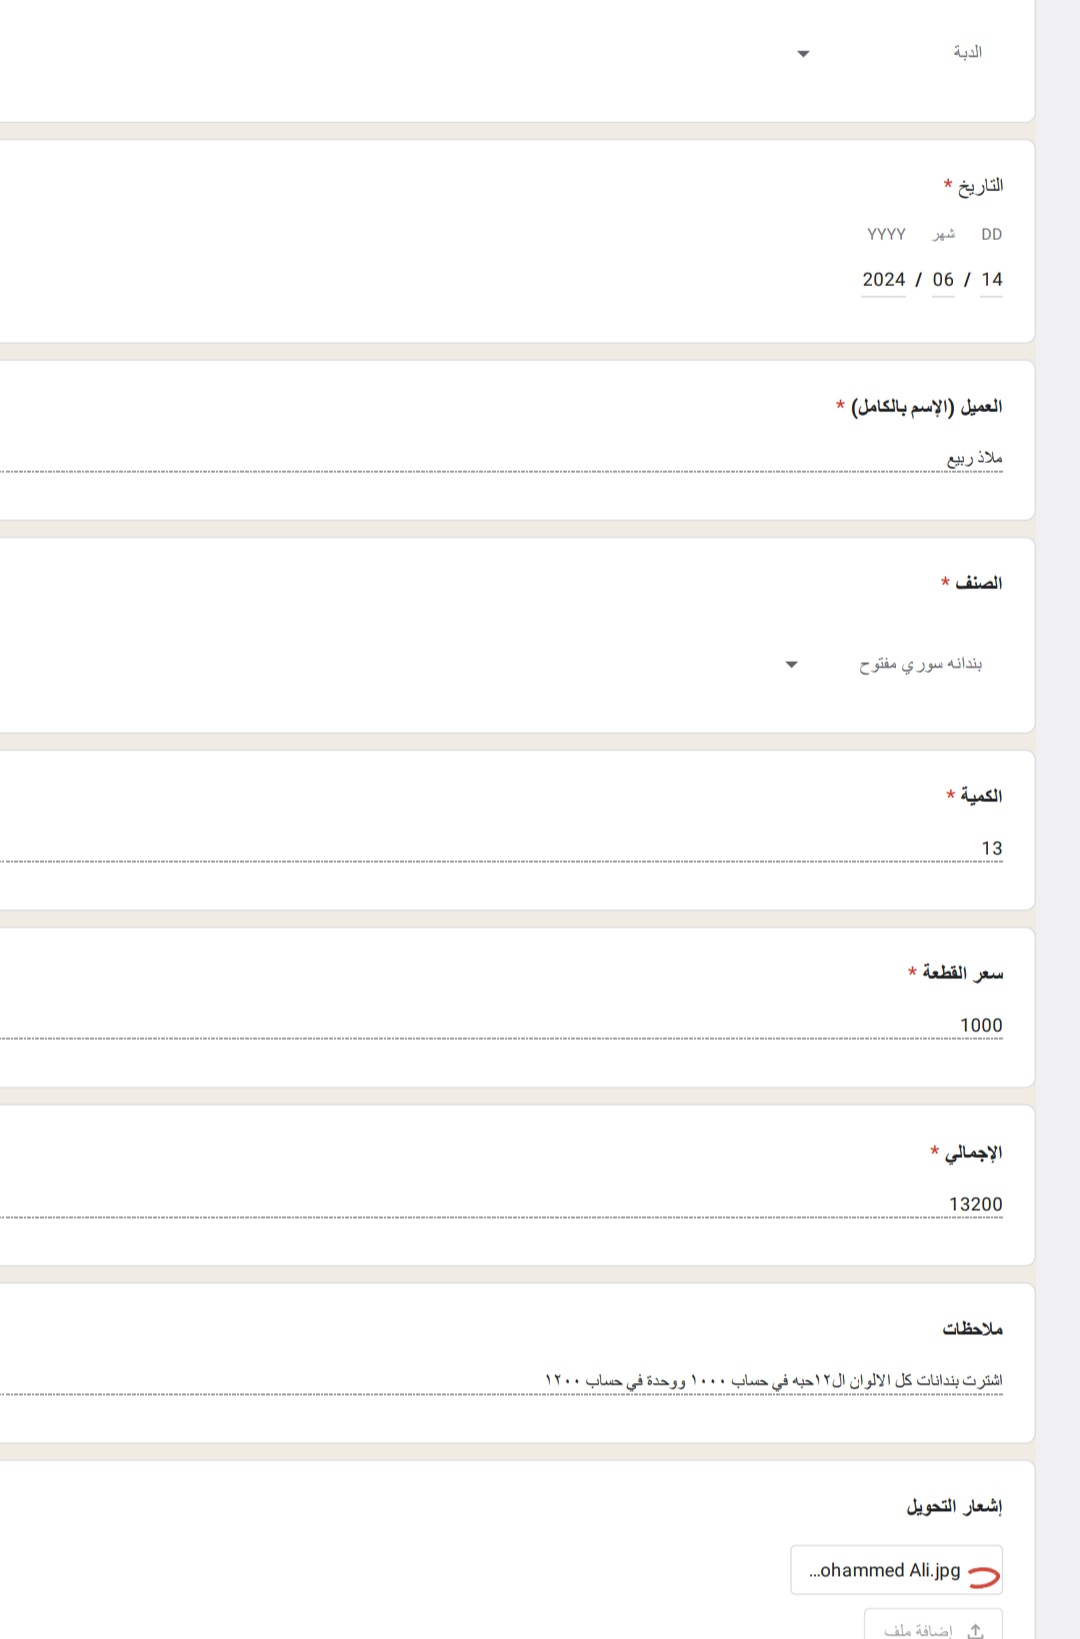 الدبة
التاريخ *
DD شهر YYYY
14 / 06 / 2024
العميل (الإسم بالكامل) *
ملاذ ربيع
الصنف *
بندانه سوري مفتوح
الكمية *
13
سعر القطعة *
1000
الإجمالي *
13200
ملاحظات
اشترت بندانات كل الالوان ال١٢حبه في حساب ١٠٠٠ ووحدة في حساب ١٢٠٠
إشعار التحويل
...ohammed Ali.jpg
إضافة ملف